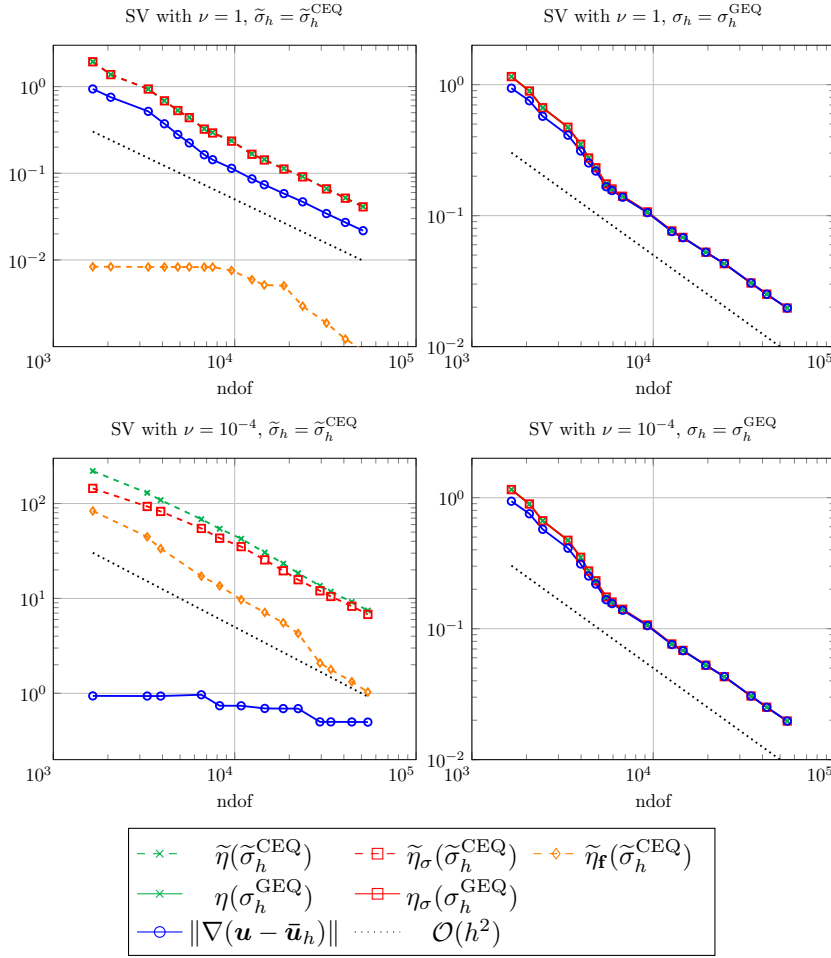 SV with ν = 1, σ̃_h = σ̃_h^CEQ
10^0
10^−1
10^−2
10^3 10^4 10^5
ndof
SV with ν = 1, σ_h = σ_h^GEQ
10^0
10^−1
10^−2
10^3 10^4 10^5
ndof
SV with ν = 10^−4, σ̃_h = σ̃_h^CEQ
10^2
10^1
10^0
10^3 10^4 10^5
ndof
SV with ν = 10^−4, σ_h = σ_h^GEQ
10^0
10^−1
10^−2
10^3 10^4 10^5
ndof
η̃(σ̃_h^CEQ) η̃_σ(σ̃_h^CEQ) η̃_f(σ̃_h^CEQ)
η(σ_h^GEQ) η_σ(σ_h^GEQ)
‖∇(u − ū_h)‖ O(h^2)